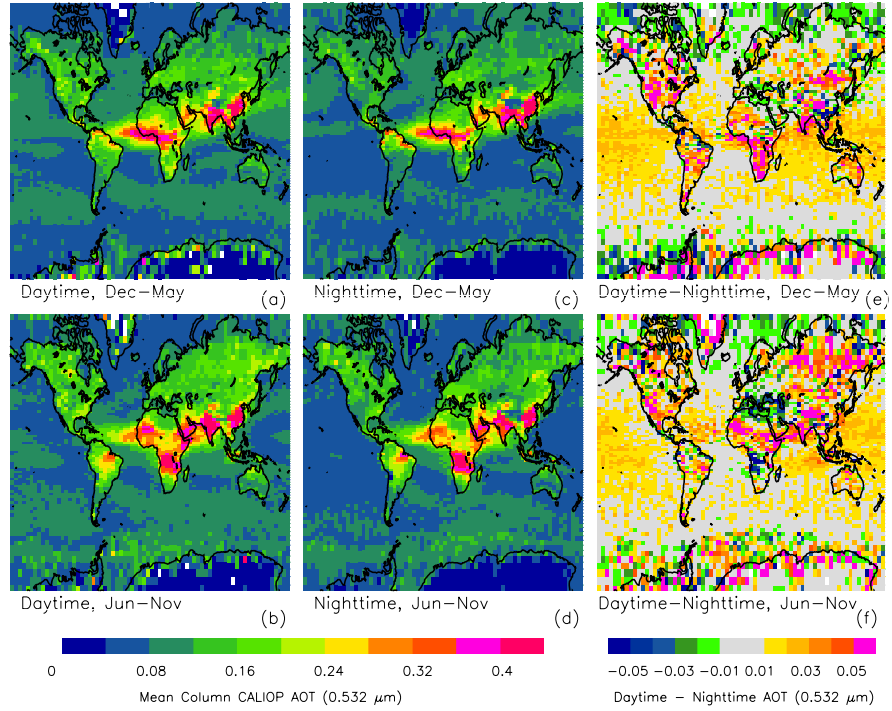 Daytime, Dec−May (a)
Nighttime, Dec−May (c)
Daytime−Nighttime, Dec−May (e)
Daytime, Jun−Nov (b)
Nighttime, Jun−Nov (d)
Daytime−Nighttime, Jun−Nov (f)
0 0.08 0.16 0.24 0.32 0.4
Mean Column CALIOP AOT (0.532 μm)
−0.05 −0.03 −0.01 0.01 0.03 0.05
Daytime − Nighttime AOT (0.532 μm)